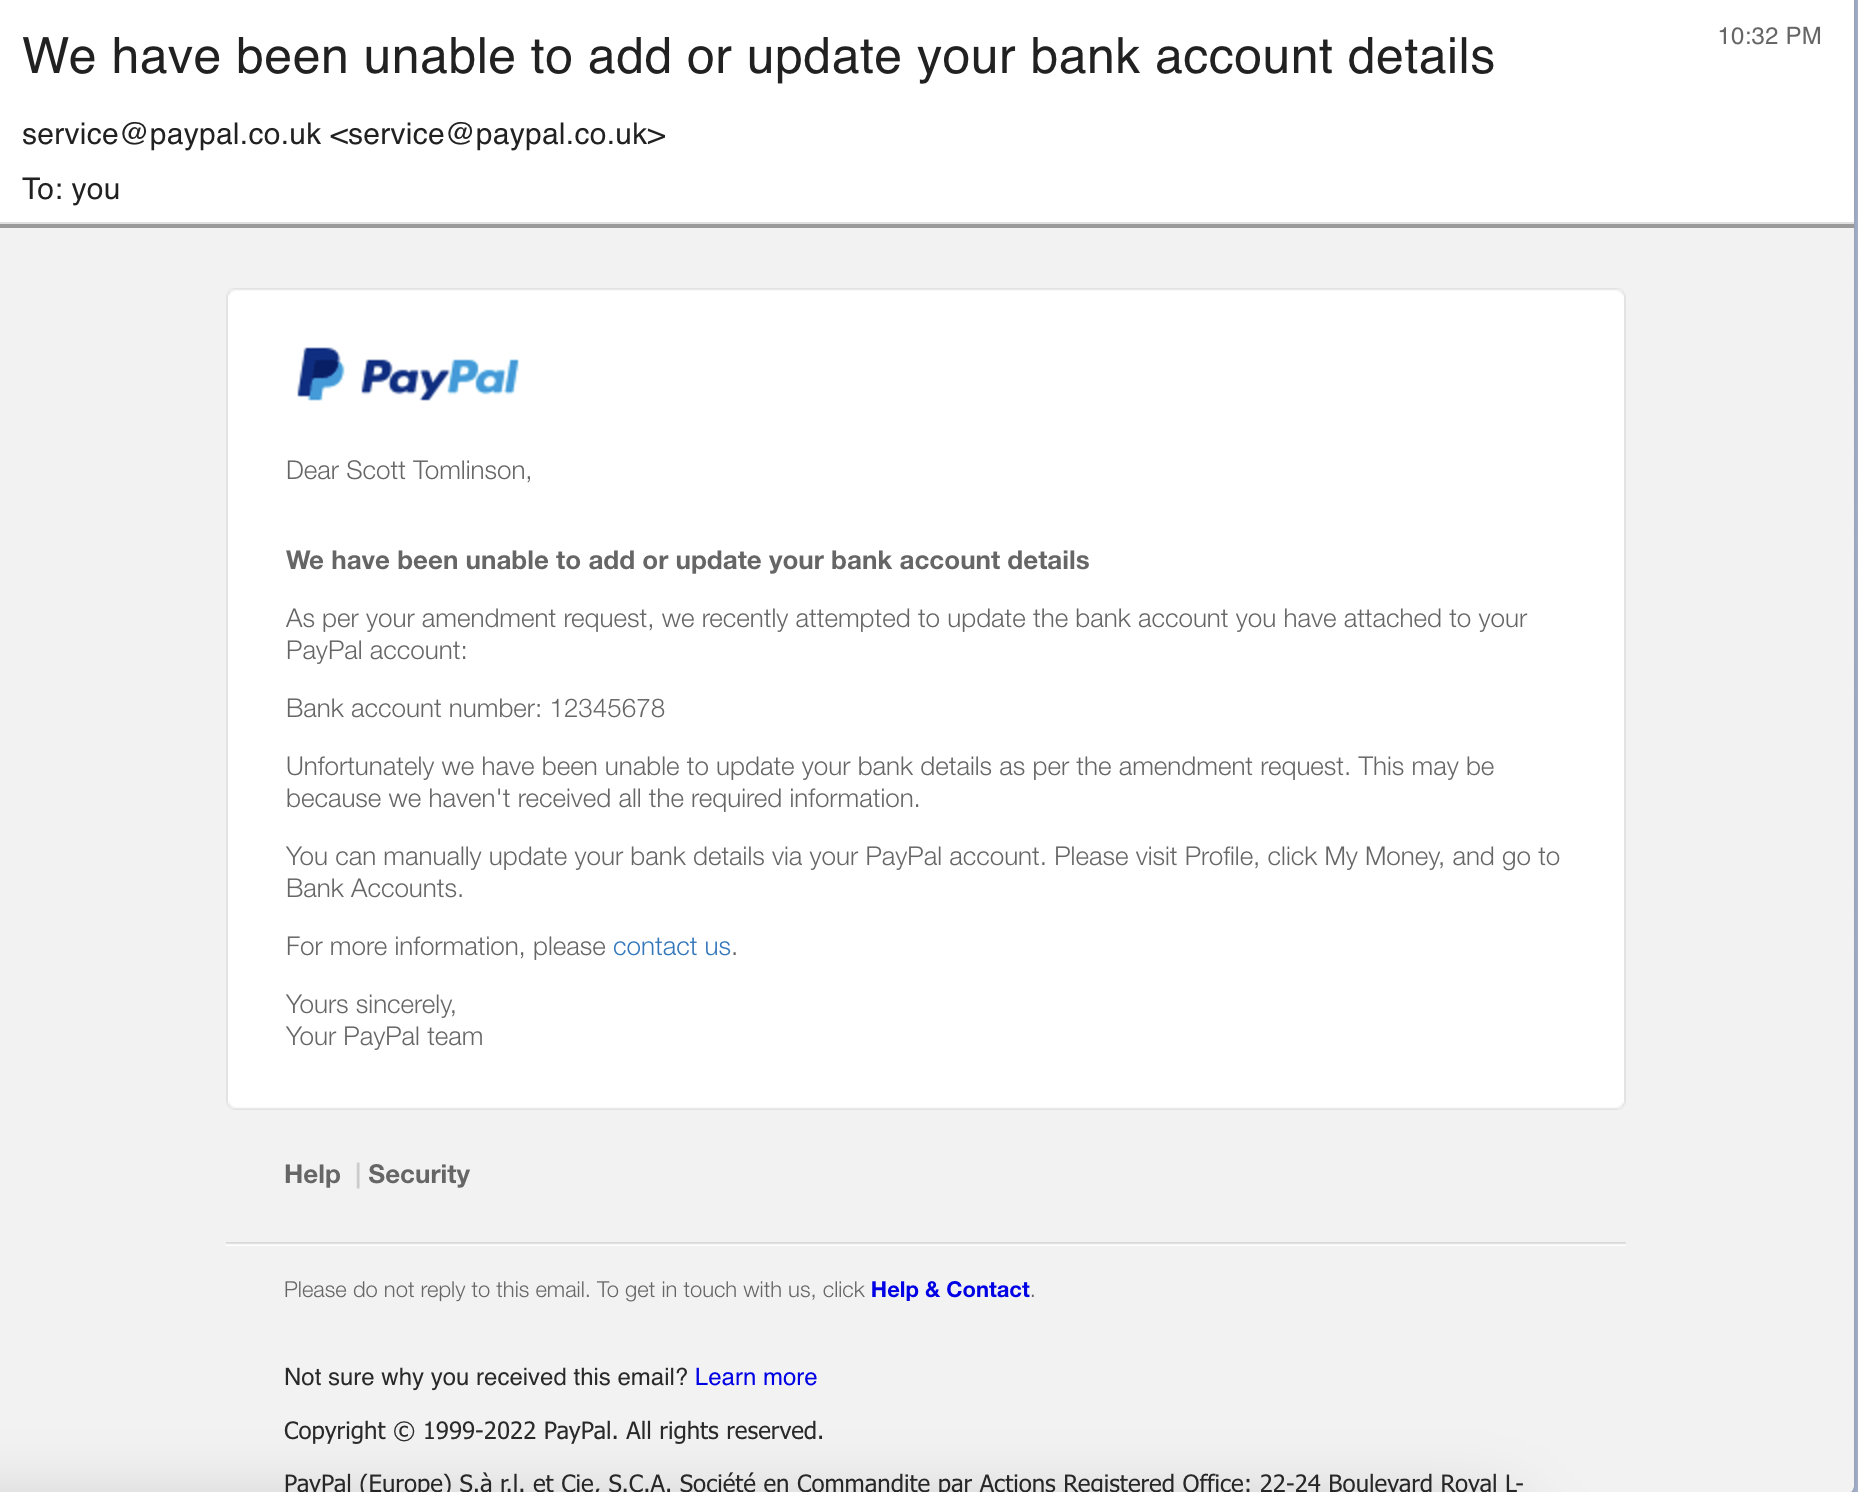 We have been unable to add or update your bank account details
10:32 PM
service@paypal.co.uk <service@paypal.co.uk>
To: you
PayPal
Dear Scott Tomlinson,
We have been unable to add or update your bank account details
As per your amendment request, we recently attempted to update the bank account you have attached to your
PayPal account:
Bank account number: 12345678
Unfortunately we have been unable to update your bank details as per the amendment request. This may be
because we haven't received all the required information.
You can manually update your bank details via your PayPal account. Please visit Profile, click My Money, and go to
Bank Accounts.
For more information, please contact us.
Yours sincerely,
Your PayPal team
Help | Security
Please do not reply to this email. To get in touch with us, click Help & Contact.
Not sure why you received this email? Learn more
Copyright © 1999-2022 PayPal. All rights reserved.
PayPal (Europe) S.à r.l. et Cie, S.C.A. Société en Commandite par Actions Registered Office: 22-24 Boulevard Royal L-